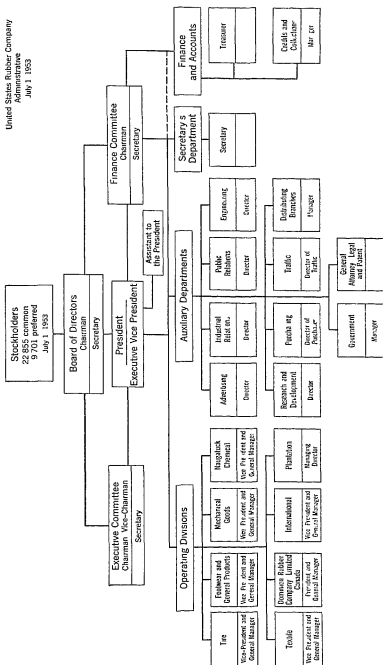 United States Rubber Company
Administrative
July 1 1953
Stockholders
22 855 common
9 701 preferred
July 1 1953
Board of Directors
Chairman
Secretary
Executive Committee
Chairman Vice-Chairman
Secretary
President
Executive Vice President
Finance Committee
Chairman
Secretary
Assistant to
the President
Operating Divisions
Auxiliary Departments
Secretary's
Department
Finance
and Accounts
Tire
Vice-President and
General Manager
Footwear and
General Products
Vice President and
General Manager
Mechanical
Goods
Vice President and
General Manager
Naugatuck
Chemical
Vice President and
General Manager
Textile
Vice President and
General Manager
Dominion Rubber
Company Limited
Canada
President and
General Manager
International
Vice President and
General Manager
Plantation
Managing
Director
Advertising
Director
Industrial
Relations
Director
Public
Relations
Director
Engineering
Director
Research and
Development
Director
Purchasing
Director of
Purchases
Traffic
Director of
Traffic
Distributing
Branches
Manager
Government
Manager
General
Attorney Legal
and Patent
Secretary
Treasurer
Credits and
Collections
Manager